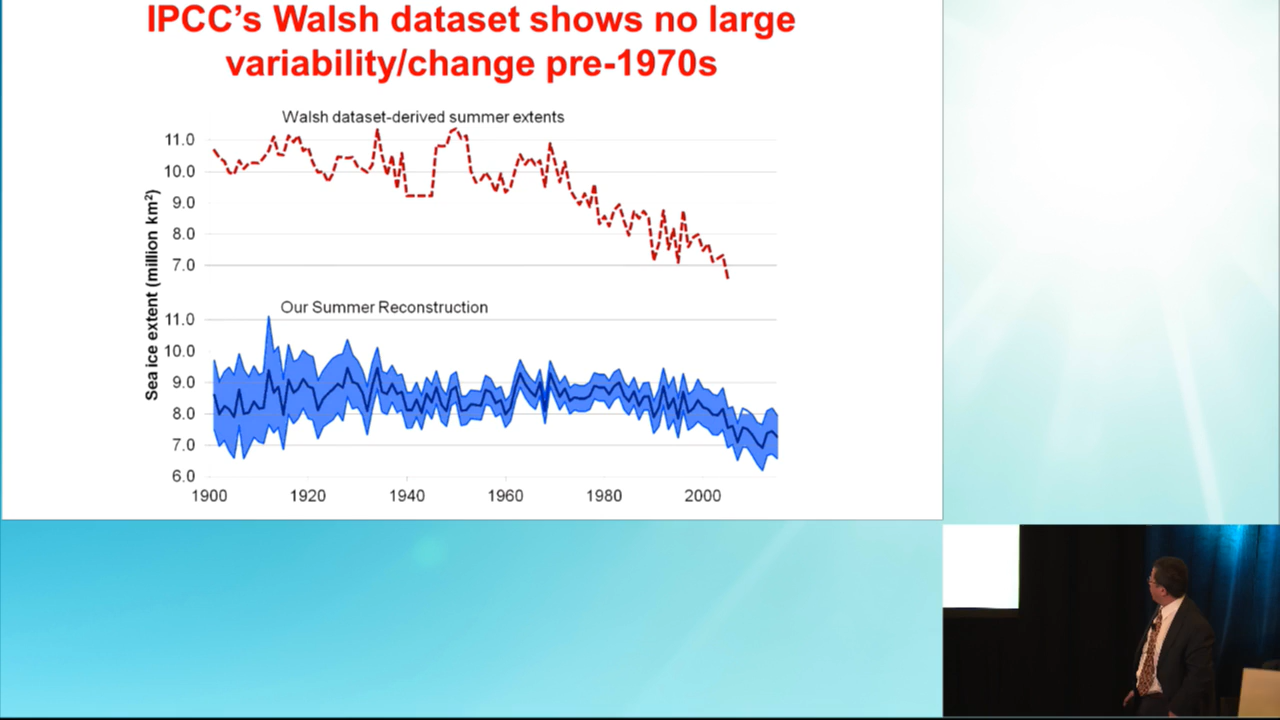 IPCC’s Walsh dataset shows no large
variability/change pre-1970s
Walsh dataset-derived summer extents
11.0
10.0
9.0
8.0
7.0
Sea ice extent (million km²)
Our Summer Reconstruction
11.0
10.0
9.0
8.0
7.0
6.0
1900 1920 1940 1960 1980 2000